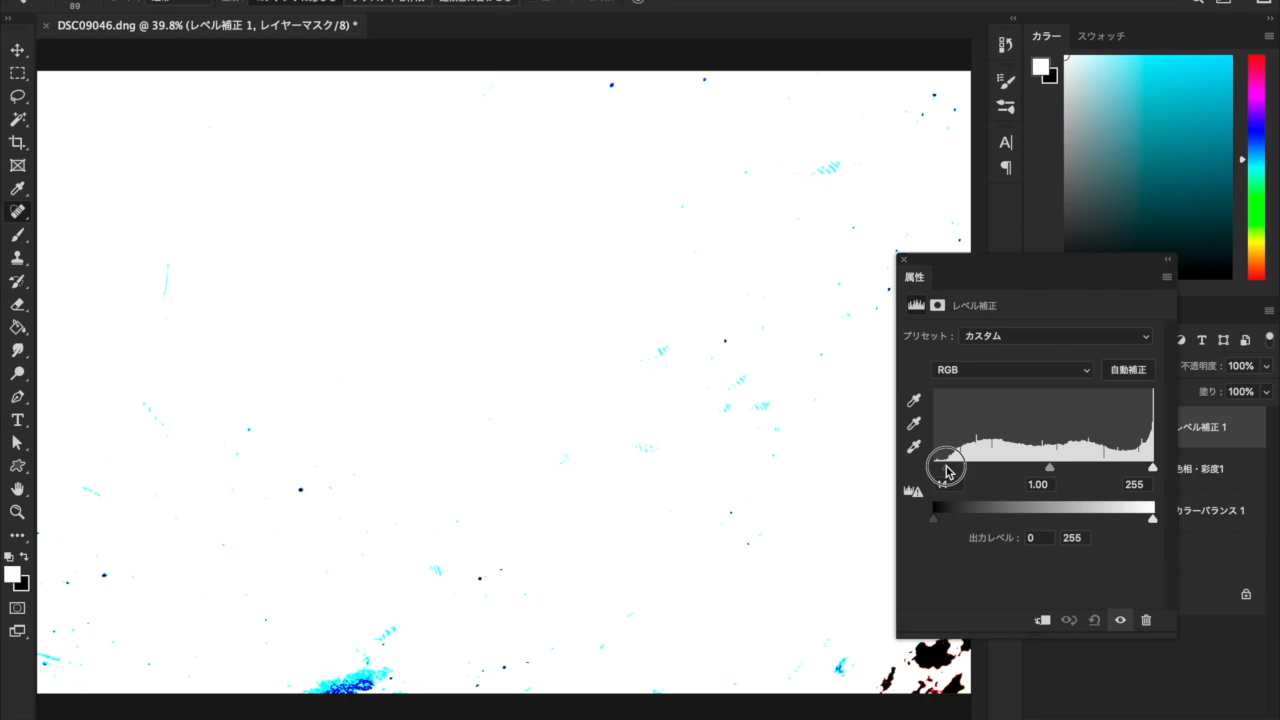 89
DSC09046.dng @ 39.8% (レベル補正 1, レイヤーマスク/8) *
カラー
スウォッチ
属性
レベル補正
プリセット : カスタム
RGB
自動補正
1.00
255
出力レベル : 0
255
不透明度 : 100%
塗り : 100%
レベル補正 1
色相・彩度1
カラーバランス 1